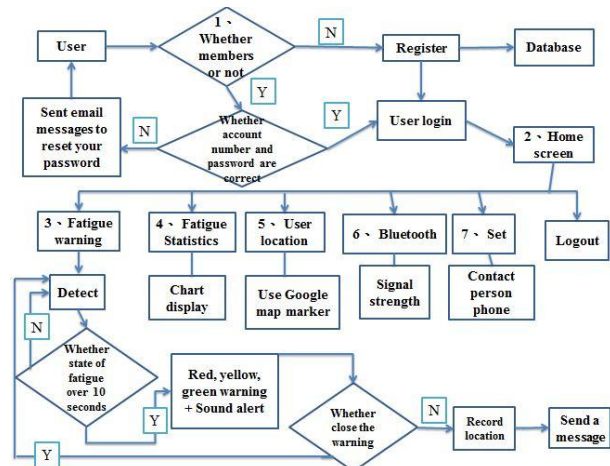 1、
Whether
members
or not
User
N
Register
Database
Y
Sent email
messages to
reset your
password
N
Whether
account
number and
password are
correct
Y
User login
2、Home
screen
3、Fatigue
warning
4、Fatigue
Statistics
5、User
location
6、Bluetooth
7、Set
Logout
Detect
Chart
display
Use Google
map marker
Signal
strength
Contact
person
phone
N
Whether
state of
fatigue
over 10
seconds
Y
Red, yellow,
green warning
+ Sound alert
Whether
close the
warning
N
Record
location
Send a
message
Y